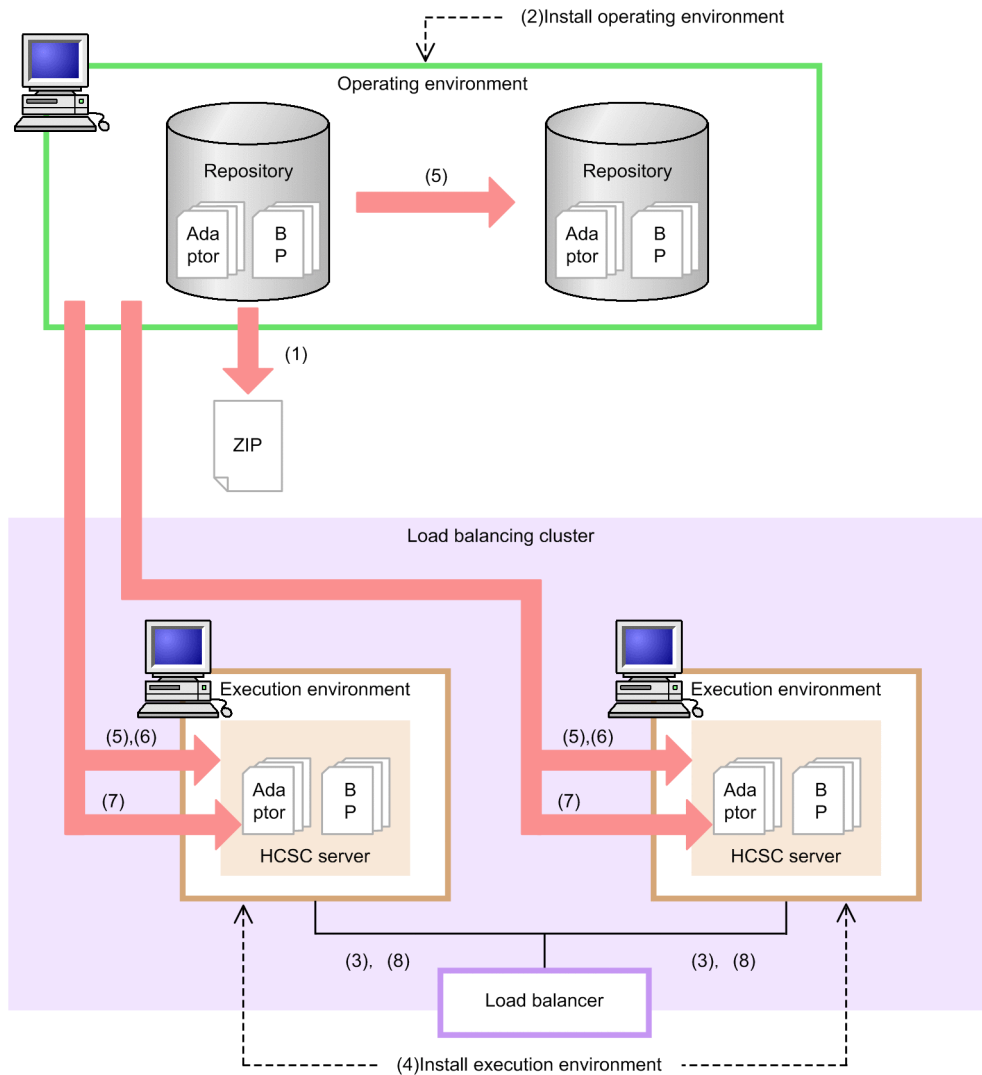 (2)Install operating environment
Operating environment
Repository
Ada
ptor
B
P
(5)
Repository
Ada
ptor
B
P
(1)
ZIP
Load balancing cluster
Execution environment
(5),(6)
(7)
Ada
ptor
B
P
HCSC server
Execution environment
(5),(6)
(7)
Ada
ptor
B
P
HCSC server
(3), (8)
(3), (8)
Load balancer
(4)Install execution environment